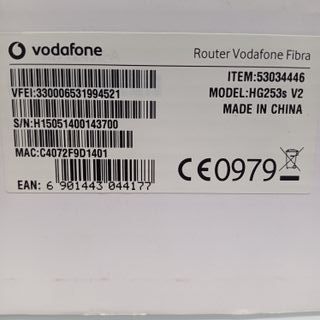 vodafone
Router Vodafone Fibra
ITEM:53034446
VFEI:330006531994521
MODEL:HG253s V2
MADE IN CHINA
S/N:H15051400143700
MAC:C4072F9D1401
CE0979
EAN: 6 901443 044177